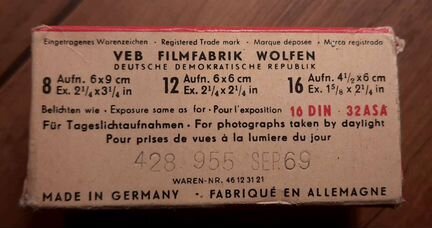 Eingetragenes Warenzeichen · Registered Trade mark · Marque déposée · Marca registrado
VEB FILMFABRIK WOLFEN
DEUTSCHE DEMOKRATISCHE REPUBLIK
8 Aufn. 6x9 cm Ex. 2¼ x 3¼ in 12 Aufn. 6x6 cm Ex. 2¼ x 2¼ in 16 Aufn. 4½ x 6 cm Ex. 1⅝ x 2¼ in
Belichten wie · Exposure same as for · Pour l'exposition 16 DIN · 32 ASA
Für Tageslichtaufnahmen · For photographs taken by daylight
Pour prises de vues à la lumiere du jour
428 955 SEP. 69
WAREN-NR. 46 12 31 21
MADE IN GERMANY · FABRIQUÉ EN ALLEMAGNE